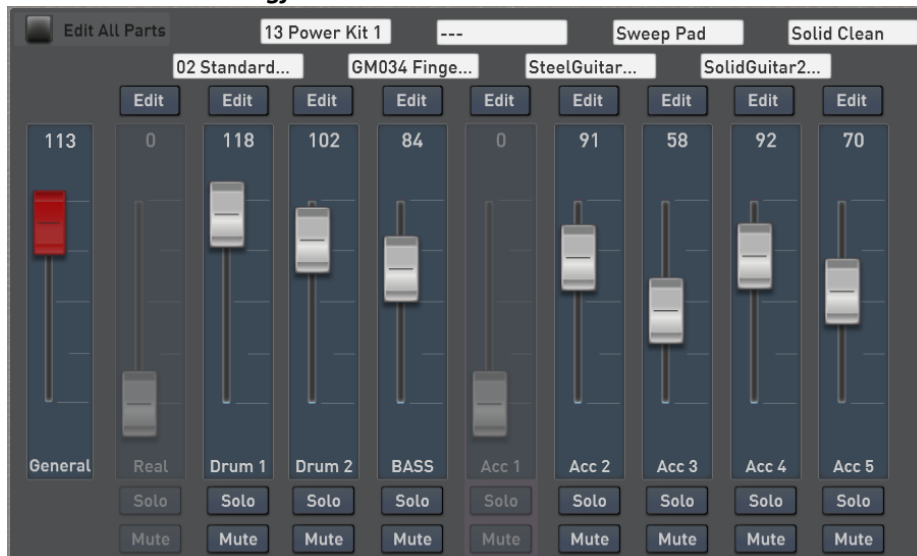 Edit All Parts 13 Power Kit 1 --- Sweep Pad Solid Clean
02 Standard... GM034 Finge... SteelGuitar... SolidGuitar2...
Edit Edit Edit Edit Edit Edit Edit Edit Edit
113 0 118 102 84 0 91 58 92 70
General Real Drum 1 Drum 2 BASS Acc 1 Acc 2 Acc 3 Acc 4 Acc 5
Solo Solo Solo Solo Solo Solo Solo Solo Solo
Mute Mute Mute Mute Mute Mute Mute Mute Mute